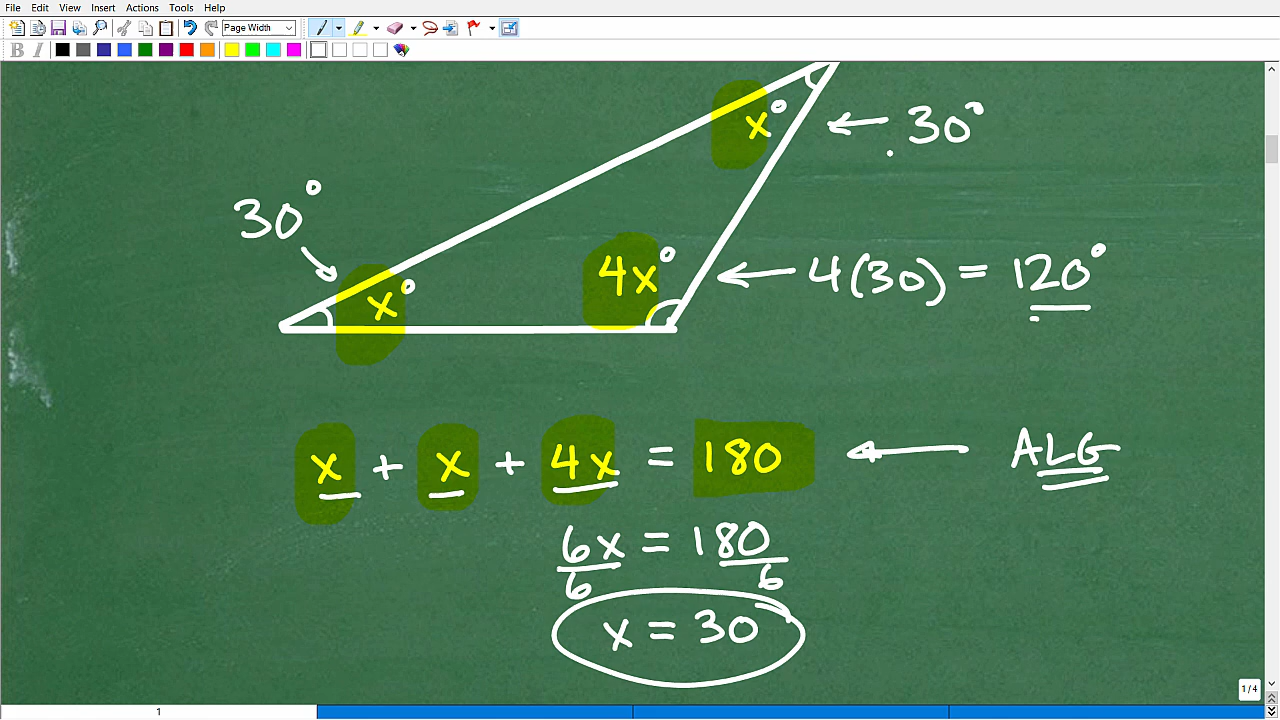 File Edit View Insert Actions Tools Help
Page Width
B I
x° ← 30°
30°
4x° ← 4(30) = 120°
x°
x + x + 4x = 180 ← ALG
6x = 180
6 6
x = 30
1/4
1